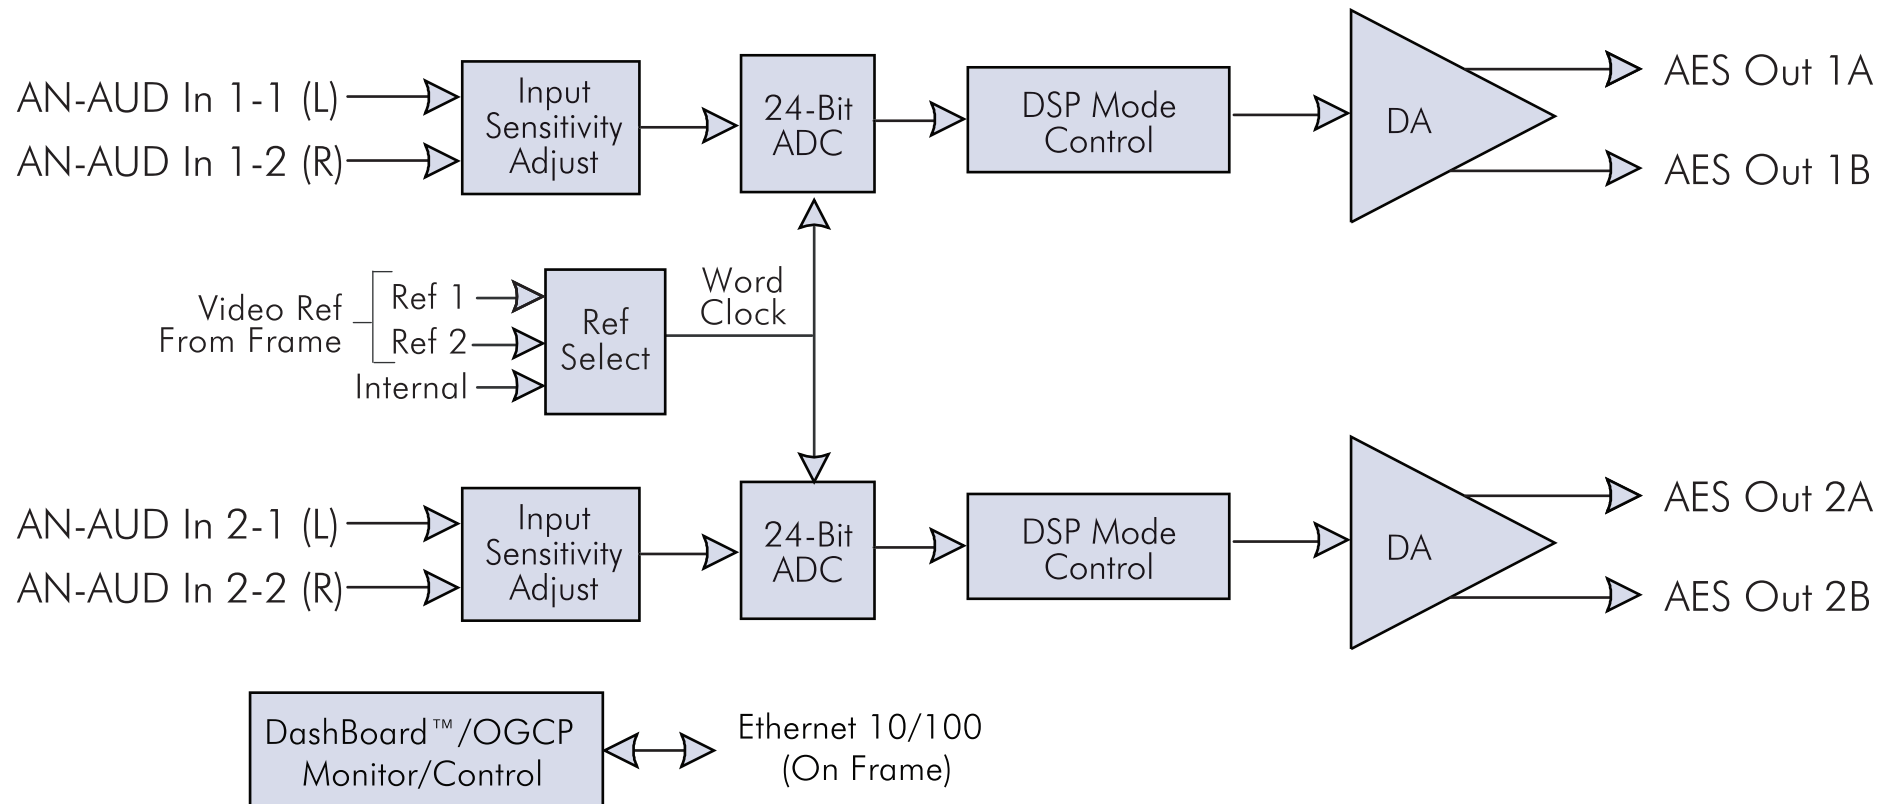 AN-AUD In 1-1 (L)
AN-AUD In 1-2 (R)
Input
Sensitivity
Adjust
24-Bit
ADC
DSP Mode
Control
DA
AES Out 1A
AES Out 1B
Video Ref
From Frame
Ref 1
Ref 2
Internal
Ref
Select
Word
Clock
AN-AUD In 2-1 (L)
AN-AUD In 2-2 (R)
Input
Sensitivity
Adjust
24-Bit
ADC
DSP Mode
Control
DA
AES Out 2A
AES Out 2B
DashBoard™/OGCP
Monitor/Control
Ethernet 10/100
(On Frame)